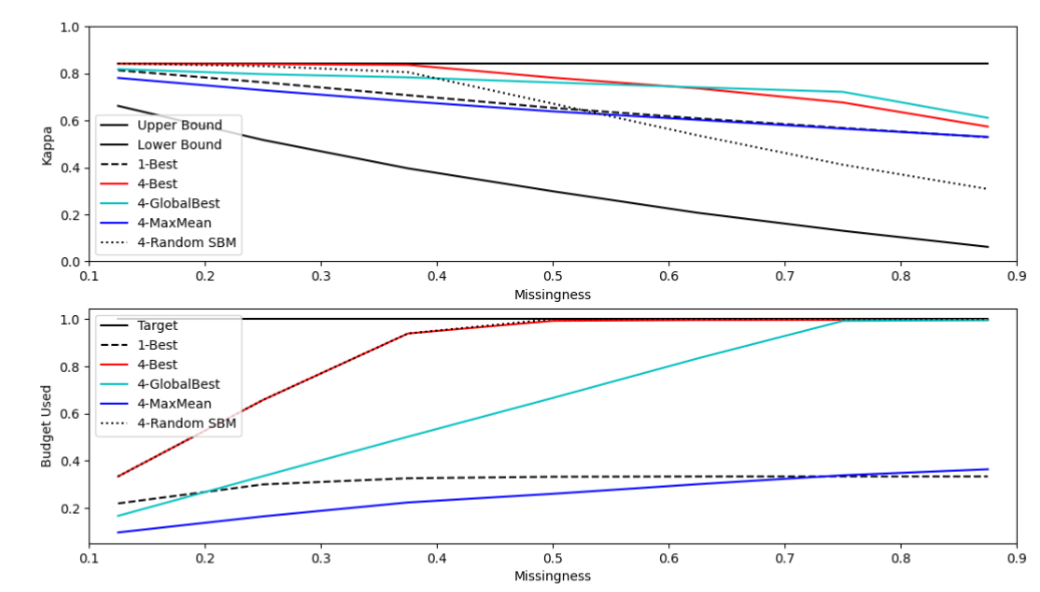 1.0
0.8
0.6
0.4
0.2
0.0
Kappa
Upper Bound
Lower Bound
1-Best
4-Best
4-GlobalBest
4-MaxMean
4-Random SBM
0.1 0.2 0.3 0.4 0.5 0.6 0.7 0.8 0.9
Missingness
1.0
0.8
0.6
0.4
0.2
Budget Used
Target
1-Best
4-Best
4-GlobalBest
4-MaxMean
4-Random SBM
0.1 0.2 0.3 0.4 0.5 0.6 0.7 0.8 0.9
Missingness